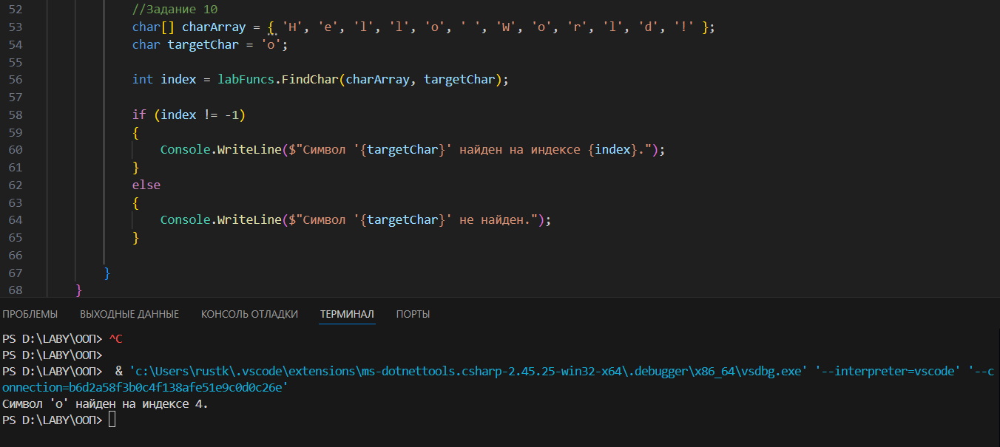 52 //Задание 10
53 char[] charArray = { 'H', 'e', 'l', 'l', 'o', ' ', 'W', 'o', 'r', 'l', 'd', '!' };
54 char targetChar = 'o';
55
56 int index = labFuncs.FindChar(charArray, targetChar);
57
58 if (index != -1)
59 {
60 Console.WriteLine($"Символ '{targetChar}' найден на индексе {index}.");
61 }
62 else
63 {
64 Console.WriteLine($"Символ '{targetChar}' не найден.");
65 }
66
67 }
68 }
ПРОБЛЕМЫ ВЫХОДНЫЕ ДАННЫЕ КОНСОЛЬ ОТЛАДКИ ТЕРМИНАЛ ПОРТЫ
PS D:\LABY\ООП> ^C
PS D:\LABY\ООП>
PS D:\LABY\ООП> & 'c:\Users\rustk\.vscode\extensions\ms-dotnettools.csharp-2.45.25-win32-x64\.debugger\x86_64\vsdbg.exe' '--interpreter=vscode' '--c
onnection=b6d2a58f3b0c4f138afe51e9c0d0c26e'
Символ 'o' найден на индексе 4.
PS D:\LABY\ООП>